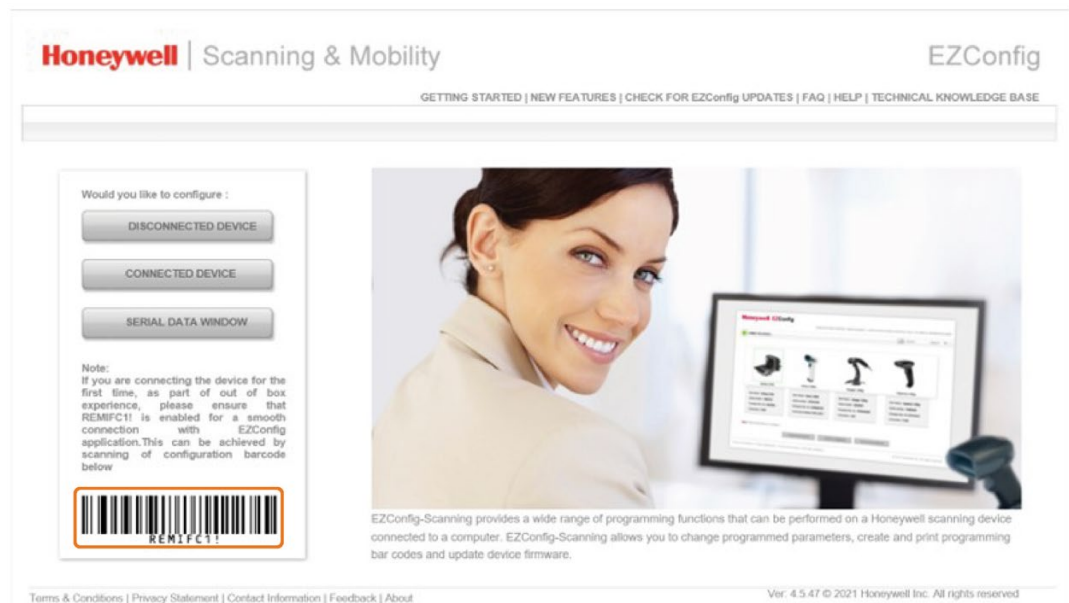 Honeywell | Scanning & Mobility
EZConfig
GETTING STARTED | NEW FEATURES | CHECK FOR EZConfig UPDATES | FAQ | HELP | TECHNICAL KNOWLEDGE BASE
Would you like to configure :
DISCONNECTED DEVICE
CONNECTED DEVICE
SERIAL DATA WINDOW
Note:
If you are connecting the device for the
first time, as part of out of box
experience, please ensure that
REMIFC1! is enabled for a smooth
connection with EZConfig
application.This can be achieved by
scanning of configuration barcode
below
REMIFC1!
Honeywell EZConfig
EZConfig-Scanning provides a wide range of programming functions that can be performed on a Honeywell scanning device
connected to a computer. EZConfig-Scanning allows you to change programmed parameters, create and print programming
bar codes and update device firmware.
Terms & Conditions | Privacy Statement | Contact Information | Feedback | About
Ver: 4.5.47 © 2021 Honeywell Inc. All rights reserved